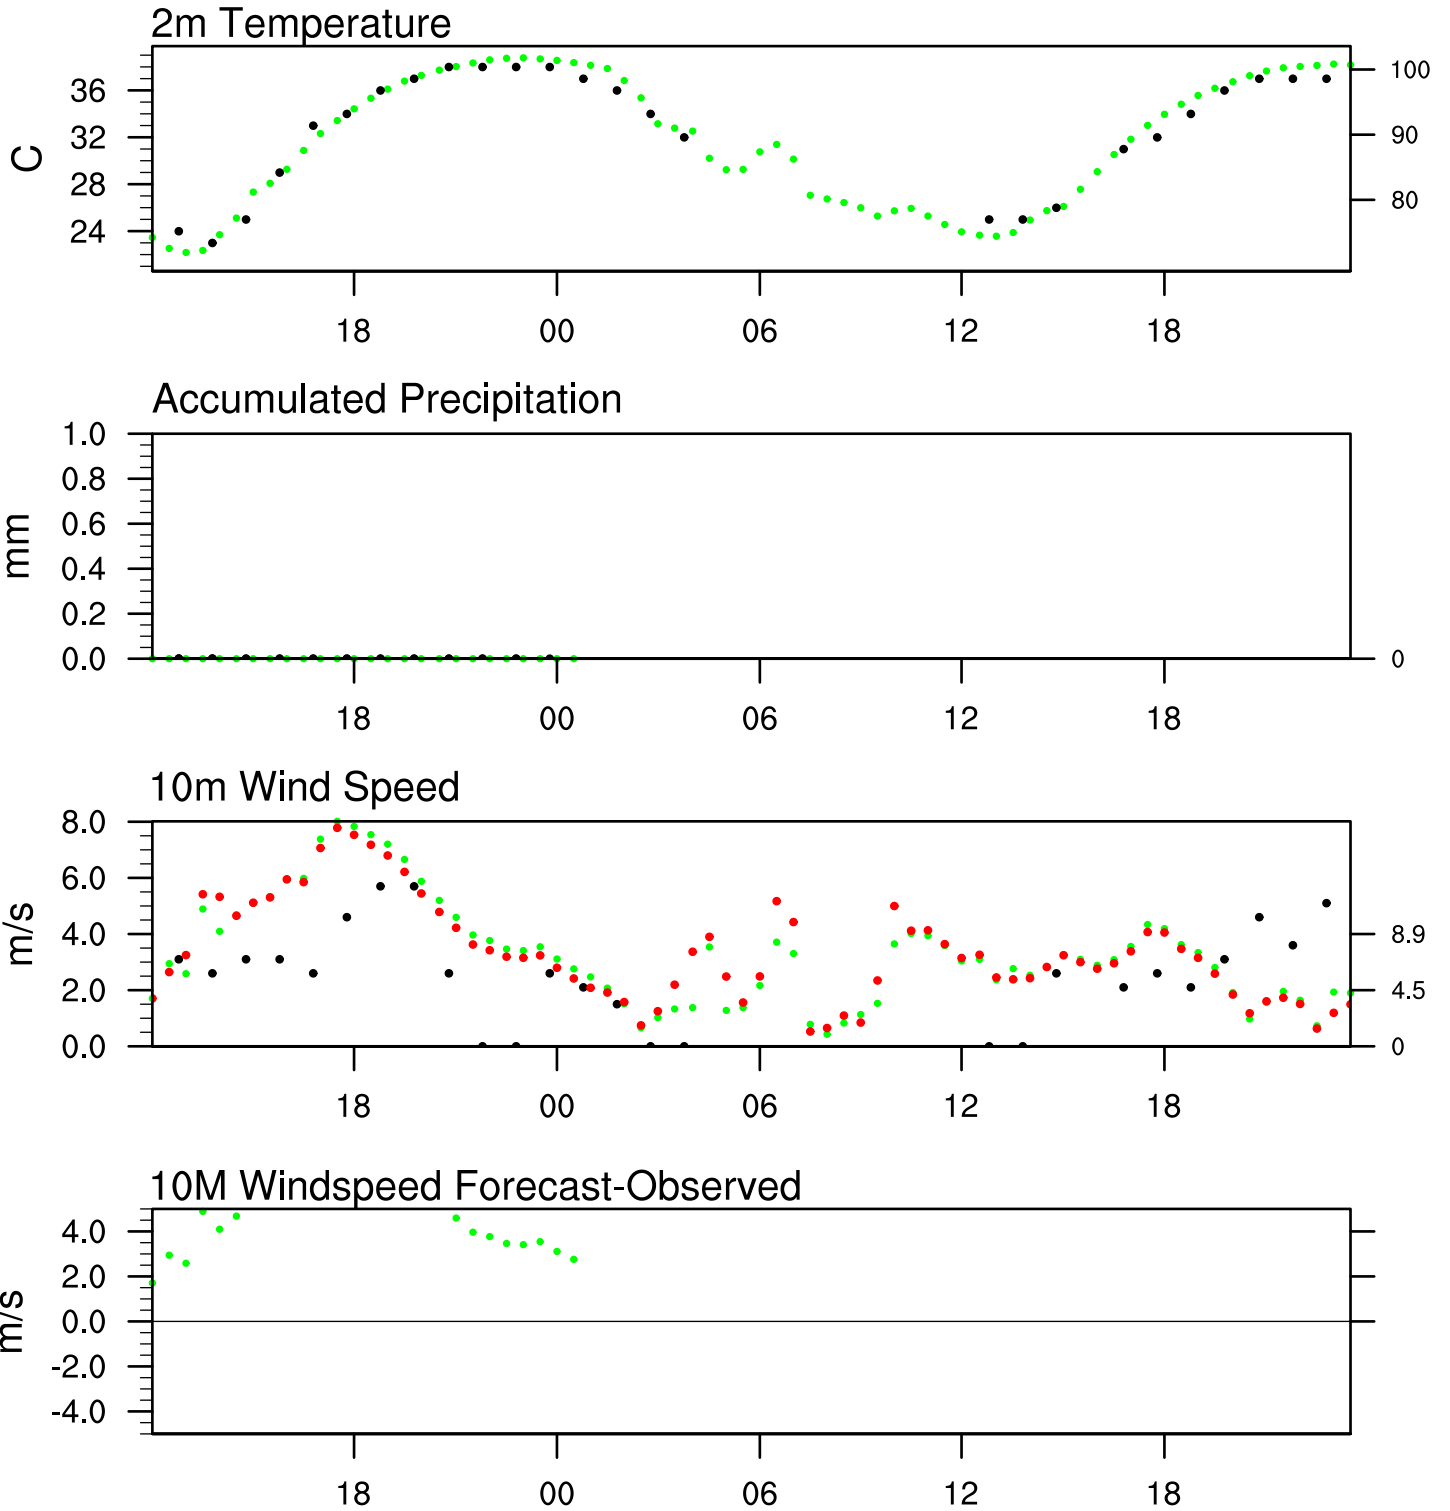 2m Temperature
C
36
32
28
24
100
90
80
18 00 06 12 18
Accumulated Precipitation
mm
1.0
0.8
0.6
0.4
0.2
0.0
0
18 00 06 12 18
10m Wind Speed
m/s
8.0
6.0
4.0
2.0
0.0
8.9
4.5
0
18 00 06 12 18
10M Windspeed Forecast-Observed
m/s
4.0
2.0
0.0
-2.0
-4.0
18 00 06 12 18